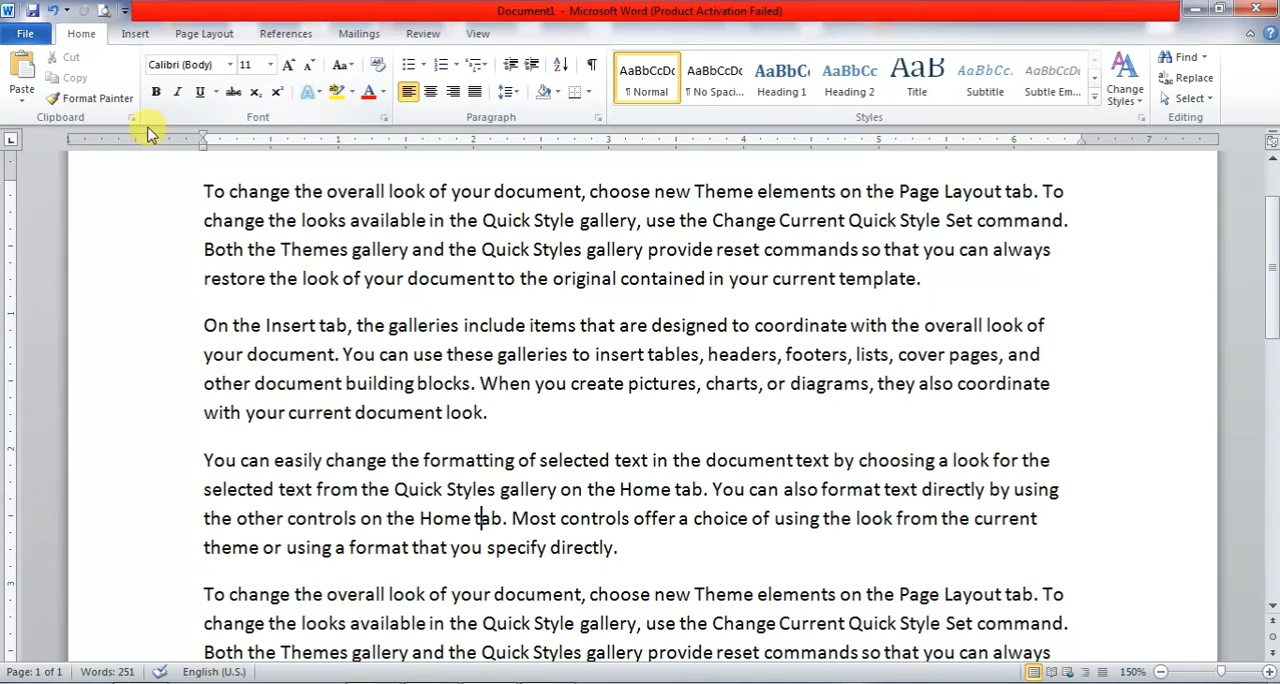 Document1 - Microsoft Word (Product Activation Failed)
File Home Insert Page Layout References Mailings Review View
Paste
Cut
Copy
Format Painter
Clipboard
Calibri (Body) 11 Aa
B I U abc X₂ X² A A
Font
Paragraph
AaBbCcDc AaBbCcDc AaBbC AaBbCc AaB AaBbCc. AaBbCcDc
¶ Normal ¶ No Spaci... Heading 1 Heading 2 Title Subtitle Subtle Em...
Styles
Change
Styles
Find
Replace
Select
Editing
1 1 2 3 4 5 6 7
To change the overall look of your document, choose new Theme elements on the Page Layout tab. To
change the looks available in the Quick Style gallery, use the Change Current Quick Style Set command.
Both the Themes gallery and the Quick Styles gallery provide reset commands so that you can always
restore the look of your document to the original contained in your current template.
On the Insert tab, the galleries include items that are designed to coordinate with the overall look of
your document. You can use these galleries to insert tables, headers, footers, lists, cover pages, and
other document building blocks. When you create pictures, charts, or diagrams, they also coordinate
with your current document look.
You can easily change the formatting of selected text in the document text by choosing a look for the
selected text from the Quick Styles gallery on the Home tab. You can also format text directly by using
the other controls on the Home tab. Most controls offer a choice of using the look from the current
theme or using a format that you specify directly.
To change the overall look of your document, choose new Theme elements on the Page Layout tab. To
change the looks available in the Quick Style gallery, use the Change Current Quick Style Set command.
Both the Themes gallery and the Quick Styles gallery provide reset commands so that you can always
Page: 1 of 1 Words: 251 English (U.S.) 150%